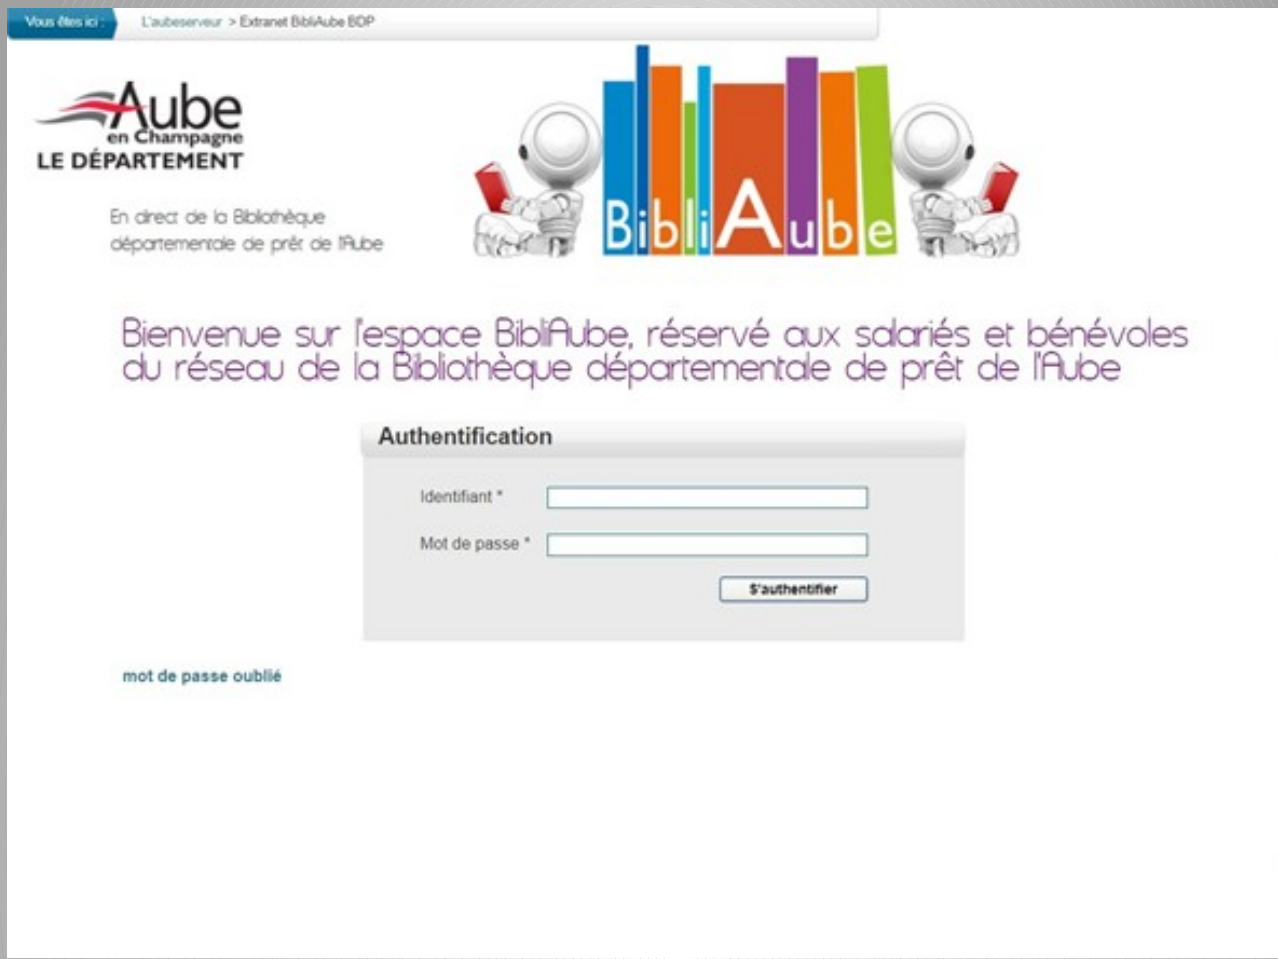 Vous êtes ici : L'aubeserveur > Extranet BibliAube BDP
Aube
en Champagne
LE DÉPARTEMENT
BibliAube
En direct de la Bibliothèque
départementale de prêt de l'Aube
Bienvenue sur l'espace BibliAube, réservé aux salariés et bénévoles
du réseau de la Bibliothèque départementale de prêt de l'Aube
Authentification
Identifiant *
Mot de passe *
S'authentifier
mot de passe oublié